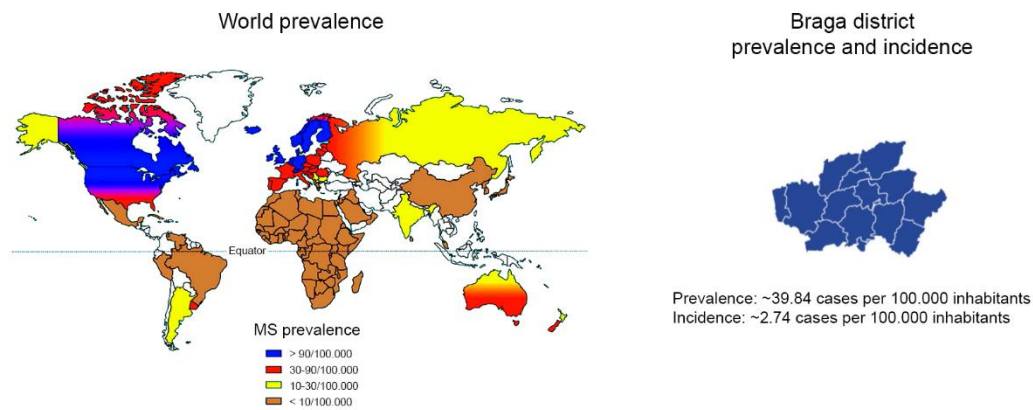 World prevalence
Equator
MS prevalence
> 90/100.000
30-90/100.000
10-30/100.000
< 10/100.000
Braga district
prevalence and incidence
Prevalence: ~39.84 cases per 100.000 inhabitants
Incidence: ~2.74 cases per 100.000 inhabitants